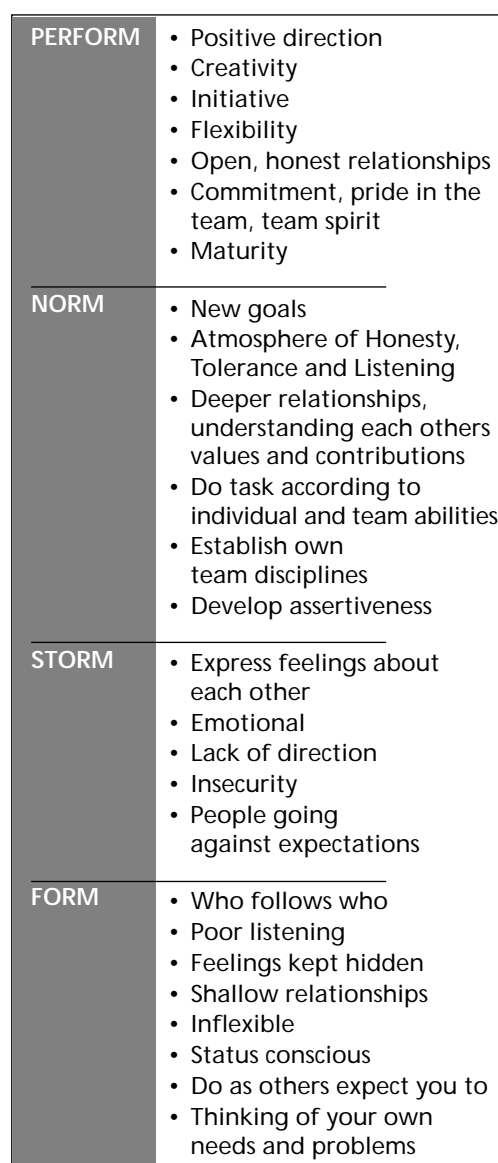 PERFORM
• Positive direction
• Creativity
• Initiative
• Flexibility
• Open, honest relationships
• Commitment, pride in the
team, team spirit
• Maturity
NORM
• New goals
• Atmosphere of Honesty,
Tolerance and Listening
• Deeper relationships,
understanding each others
values and contributions
• Do task according to
individual and team abilities
• Establish own
team disciplines
• Develop assertiveness
STORM
• Express feelings about
each other
• Emotional
• Lack of direction
• Insecurity
• People going
against expectations
FORM
• Who follows who
• Poor listening
• Feelings kept hidden
• Shallow relationships
• Inflexible
• Status conscious
• Do as others expect you to
• Thinking of your own
needs and problems